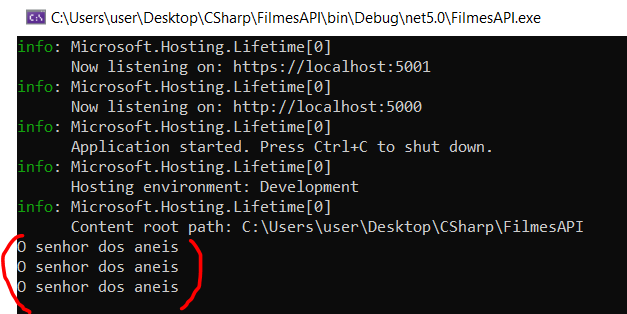 C:\Users\user\Desktop\CSharp\FilmesAPI\bin\Debug\net5.0\FilmesAPI.exe
info: Microsoft.Hosting.Lifetime[0]
Now listening on: https://localhost:5001
info: Microsoft.Hosting.Lifetime[0]
Now listening on: http://localhost:5000
info: Microsoft.Hosting.Lifetime[0]
Application started. Press Ctrl+C to shut down.
info: Microsoft.Hosting.Lifetime[0]
Hosting environment: Development
info: Microsoft.Hosting.Lifetime[0]
Content root path: C:\Users\user\Desktop\CSharp\FilmesAPI
O senhor dos aneis
O senhor dos aneis
O senhor dos aneis